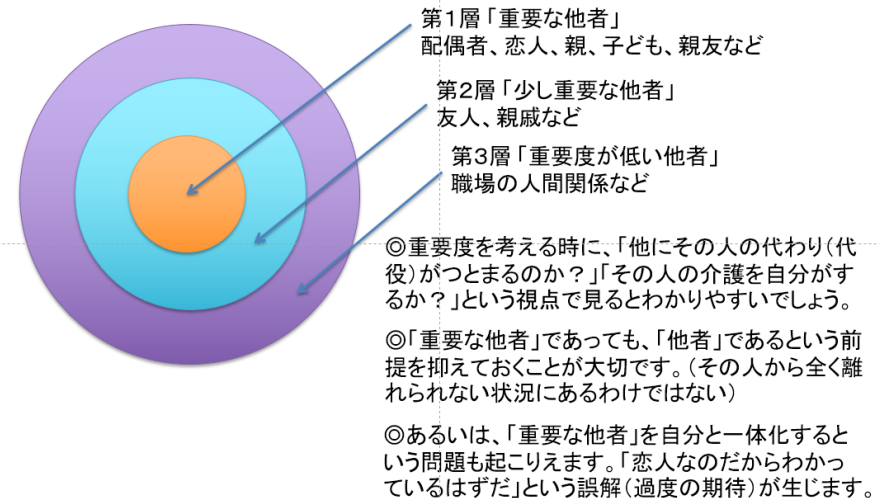 第1層「重要な他者」
配偶者、恋人、親、子ども、親友など
第2層「少し重要な他者」
友人、親戚など
第3層「重要度が低い他者」
職場の人間関係など
◎重要度を考える時に、「他にその人の代わり(代
役)がつとまるのか？」「その人の介護を自分がす
るか？」という視点で見るとわかりやすいでしょう。
◎「重要な他者」であっても、「他者」であるという前
提を抑えておくことが大切です。(その人から全く離
れられない状況にあるわけではない)
◎あるいは、「重要な他者」を自分と一体化すると
いう問題も起こりえます。「恋人なのだからわかっ
ているはずだ」という誤解(過度の期待)が生じます。